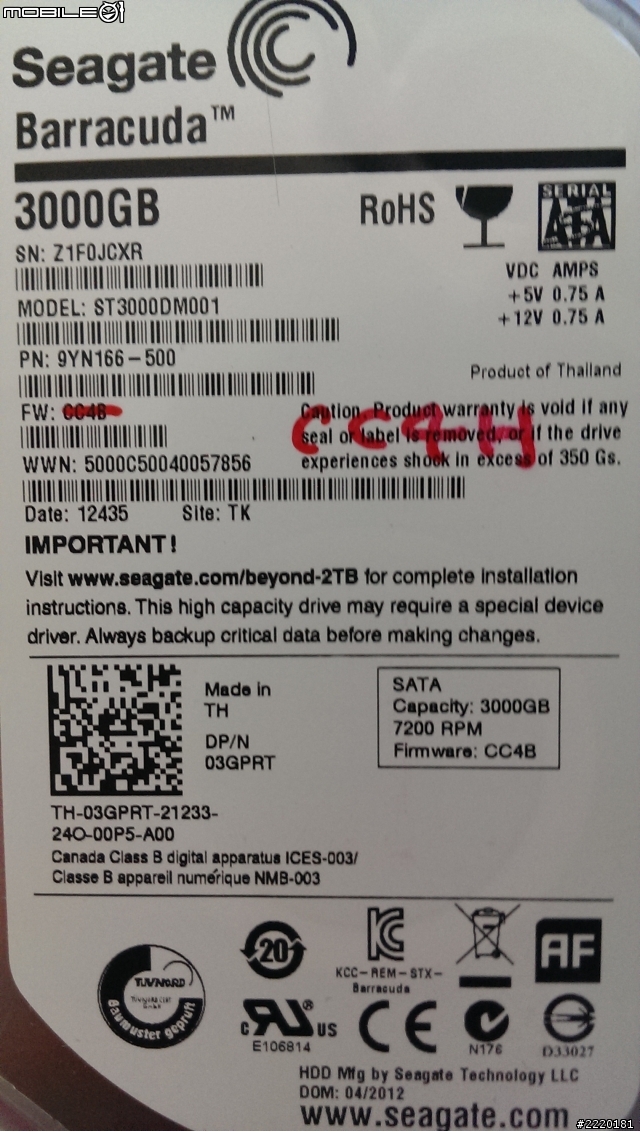 MOBILE01
Seagate
Barracuda™
3000GB
RoHS
SERIAL
ATA
SN: Z1F0JCXR
VDC AMPS
+5V 0.75 A
+12V 0.75 A
MODEL: ST3000DM001
PN: 9YN166-500
Product of Thailand
FW: CC4B
CC4H
Caution. Product warranty is void if any
seal or label is removed, or if the drive
experiences shock in excess of 350 Gs.
WWN: 5000C50040057856
Date: 12435 Site: TK
IMPORTANT!
Visit www.seagate.com/beyond-2TB for complete installation
instructions. This high capacity drive may require a special device
driver. Always backup critical data before making changes.
Made in
TH
DP/N
03GPRT
SATA
Capacity: 3000GB
7200 RPM
Firmware: CC4B
TH-03GPRT-21233-
24O-00P5-A00
Canada Class B digital apparatus ICES-003/
Classe B appareil numérique NMB-003
TUVNORD
TUVNORD CERT
GmbH
Baumuster geprüft
20
KCC-REM-STX-
Barracuda
AF
c RU US
®
E106814
CE
N176
D33027
HDD Mfg by Seagate Technology LLC
DOM: 04/2012
www.seagate.com
#2220181